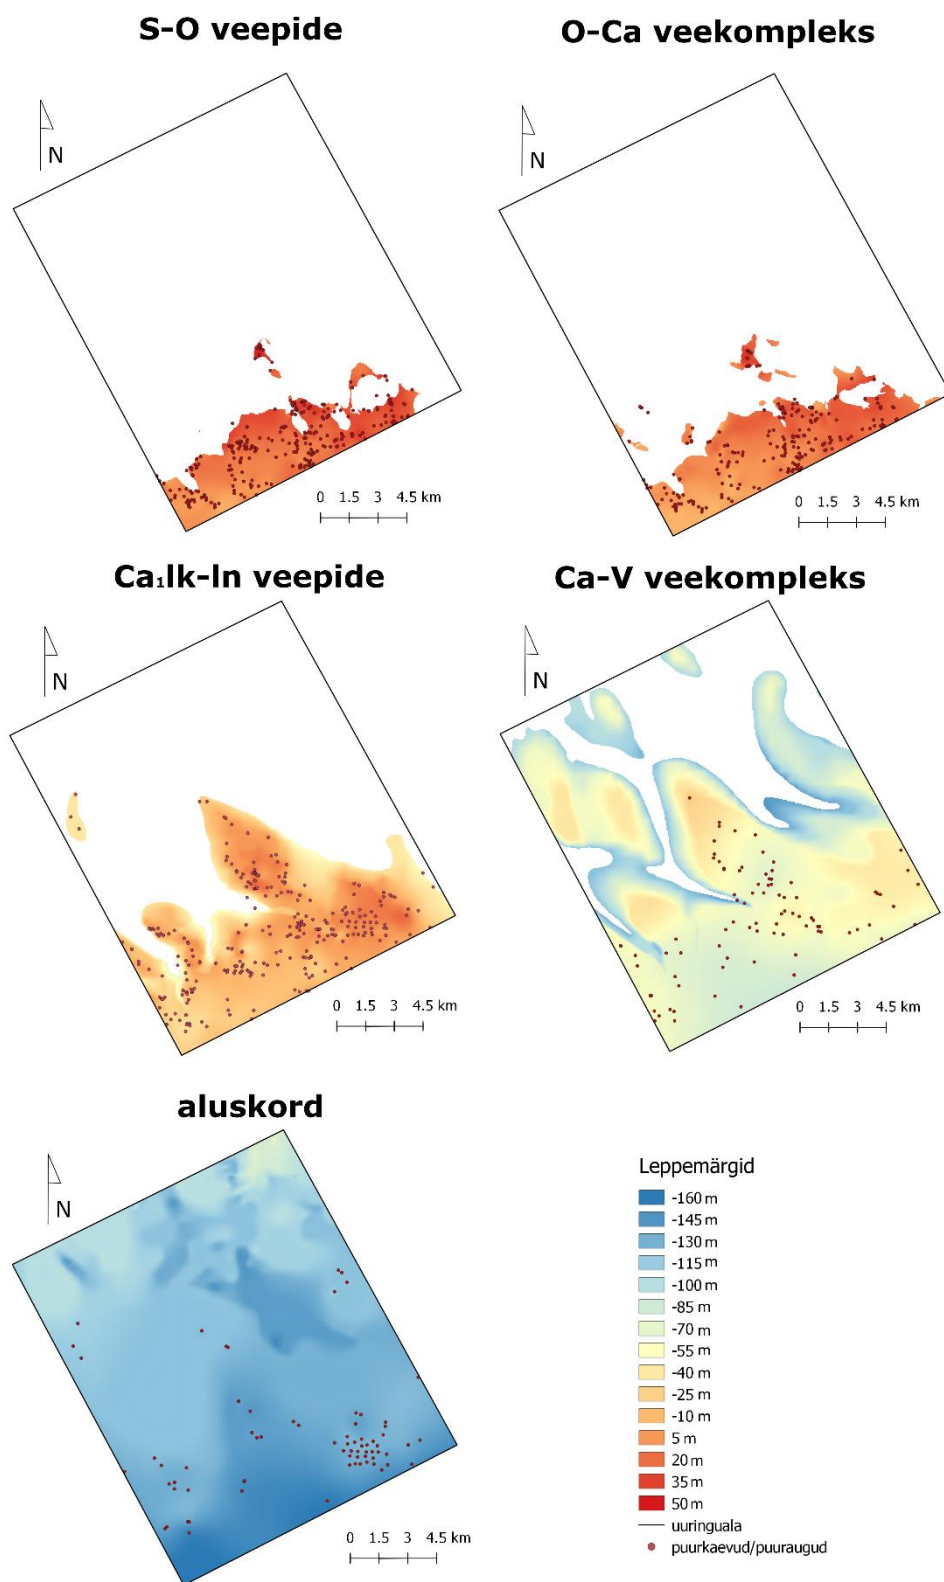 S-O veepide
O-Ca veekompleks
N
N
0 1.5 3 4.5 km
0 1.5 3 4.5 km
Ca₁lk-ln veepide
Ca-V veekompleks
N
N
0 1.5 3 4.5 km
0 1.5 3 4.5 km
aluskord
N
0 1.5 3 4.5 km
Leppemärgid
-160 m
-145 m
-130 m
-115 m
-100 m
-85 m
-70 m
-55 m
-40 m
-25 m
-10 m
5 m
20 m
35 m
50 m
uuringuala
puurkaevud/puuraugud